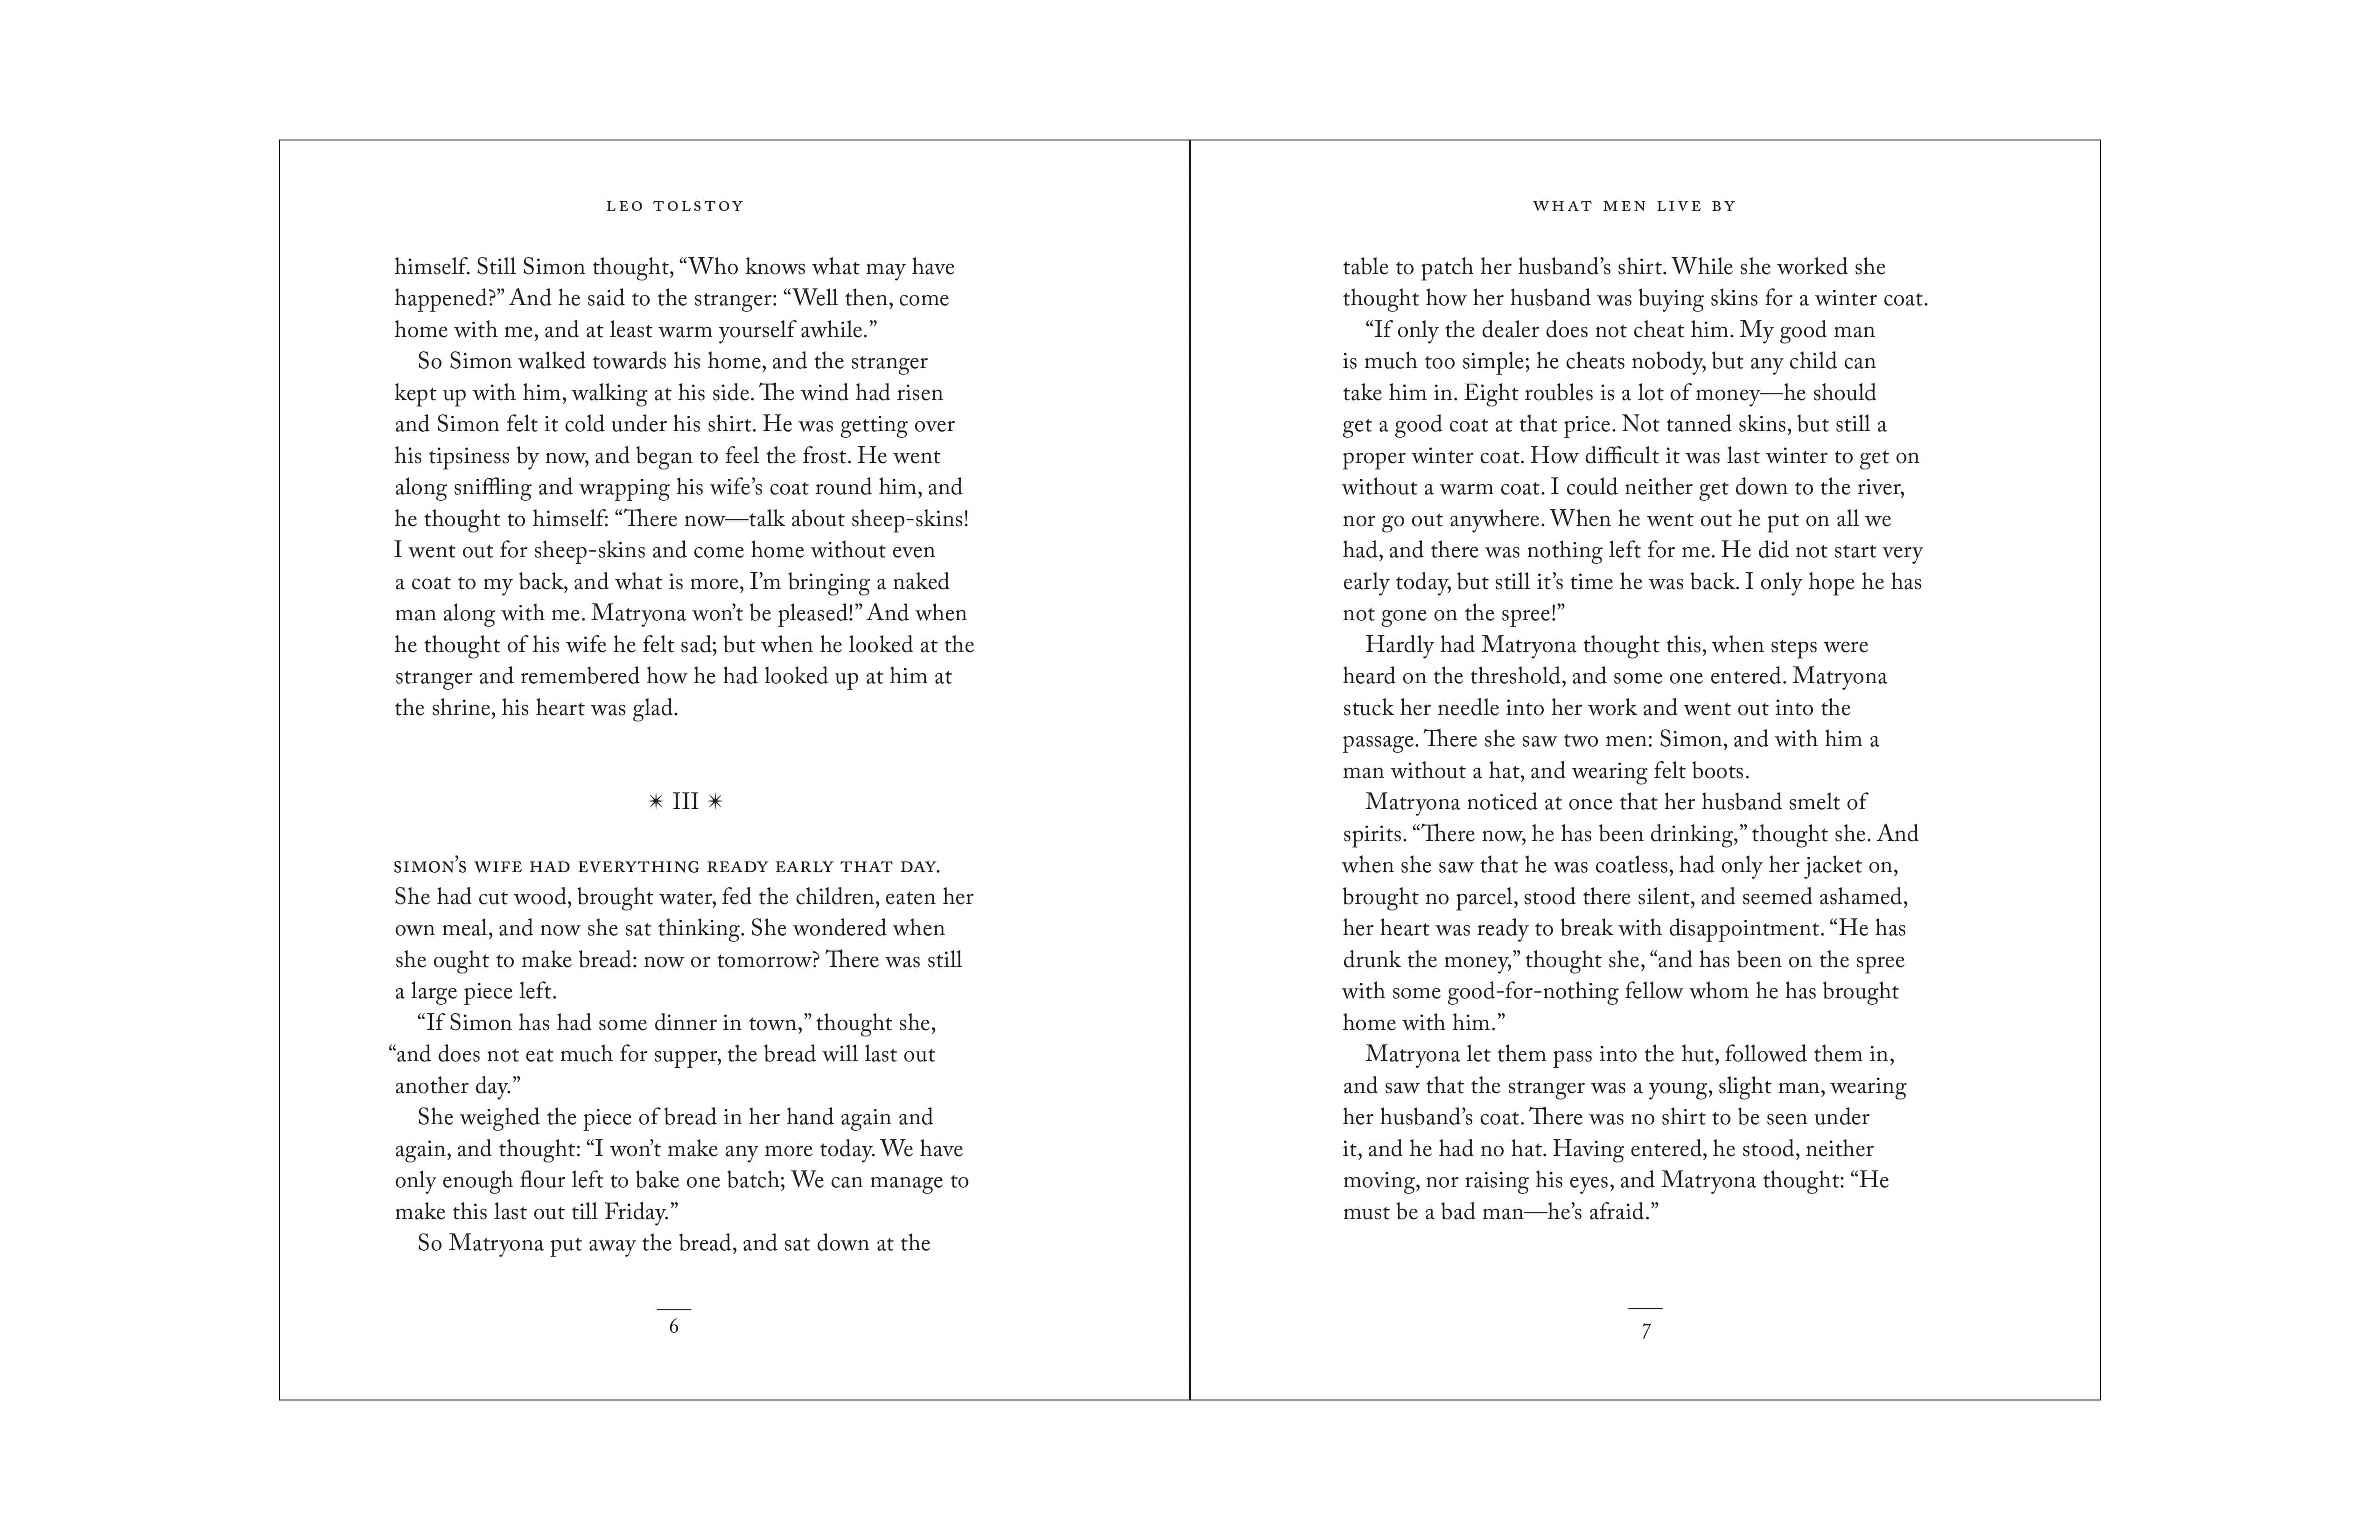 LEO TOLSTOY
himself. Still Simon thought, “Who knows what may have
happened?” And he said to the stranger: “Well then, come
home with me, and at least warm yourself awhile.”
So Simon walked towards his home, and the stranger
kept up with him, walking at his side. The wind had risen
and Simon felt it cold under his shirt. He was getting over
his tipsiness by now, and began to feel the frost. He went
along sniffling and wrapping his wife’s coat round him, and
he thought to himself: “There now—talk about sheep-skins!
I went out for sheep-skins and come home without even
a coat to my back, and what is more, I’m bringing a naked
man along with me. Matryona won’t be pleased!” And when
he thought of his wife he felt sad; but when he looked at the
stranger and remembered how he had looked up at him at
the shrine, his heart was glad.
✴ III ✴
SIMON’S WIFE HAD EVERYTHING READY EARLY THAT DAY.
She had cut wood, brought water, fed the children, eaten her
own meal, and now she sat thinking. She wondered when
she ought to make bread: now or tomorrow? There was still
a large piece left.
“If Simon has had some dinner in town,” thought she,
“and does not eat much for supper, the bread will last out
another day.”
She weighed the piece of bread in her hand again and
again, and thought: “I won’t make any more today. We have
only enough flour left to bake one batch; We can manage to
make this last out till Friday.”
So Matryona put away the bread, and sat down at the
6
WHAT MEN LIVE BY
table to patch her husband’s shirt. While she worked she
thought how her husband was buying skins for a winter coat.
“If only the dealer does not cheat him. My good man
is much too simple; he cheats nobody, but any child can
take him in. Eight roubles is a lot of money—he should
get a good coat at that price. Not tanned skins, but still a
proper winter coat. How difficult it was last winter to get on
without a warm coat. I could neither get down to the river,
nor go out anywhere. When he went out he put on all we
had, and there was nothing left for me. He did not start very
early today, but still it’s time he was back. I only hope he has
not gone on the spree!”
Hardly had Matryona thought this, when steps were
heard on the threshold, and some one entered. Matryona
stuck her needle into her work and went out into the
passage. There she saw two men: Simon, and with him a
man without a hat, and wearing felt boots.
Matryona noticed at once that her husband smelt of
spirits. “There now, he has been drinking,” thought she. And
when she saw that he was coatless, had only her jacket on,
brought no parcel, stood there silent, and seemed ashamed,
her heart was ready to break with disappointment. “He has
drunk the money,” thought she, “and has been on the spree
with some good-for-nothing fellow whom he has brought
home with him.”
Matryona let them pass into the hut, followed them in,
and saw that the stranger was a young, slight man, wearing
her husband’s coat. There was no shirt to be seen under
it, and he had no hat. Having entered, he stood, neither
moving, nor raising his eyes, and Matryona thought: “He
must be a bad man—he’s afraid.”
7